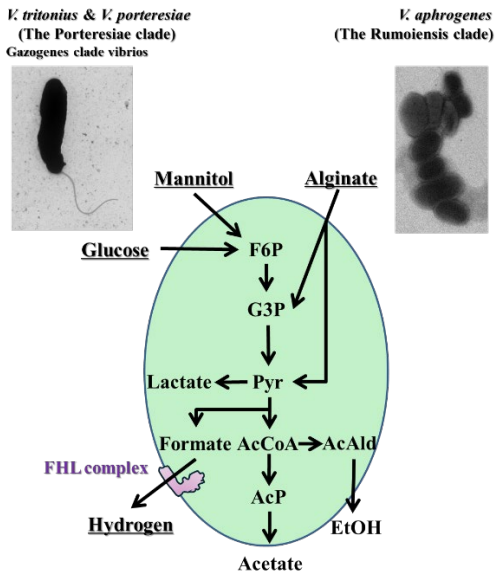 V. tritonius & V. porteresiae
(The Porteresiae clade)
Gazogenes clade vibrios
V. aphrogenes
(The Rumoiensis clade)
Mannitol
Alginate
Glucose
F6P
G3P
Lactate
Pyr
Formate
AcCoA
AcAld
FHL complex
AcP
Hydrogen
EtOH
Acetate